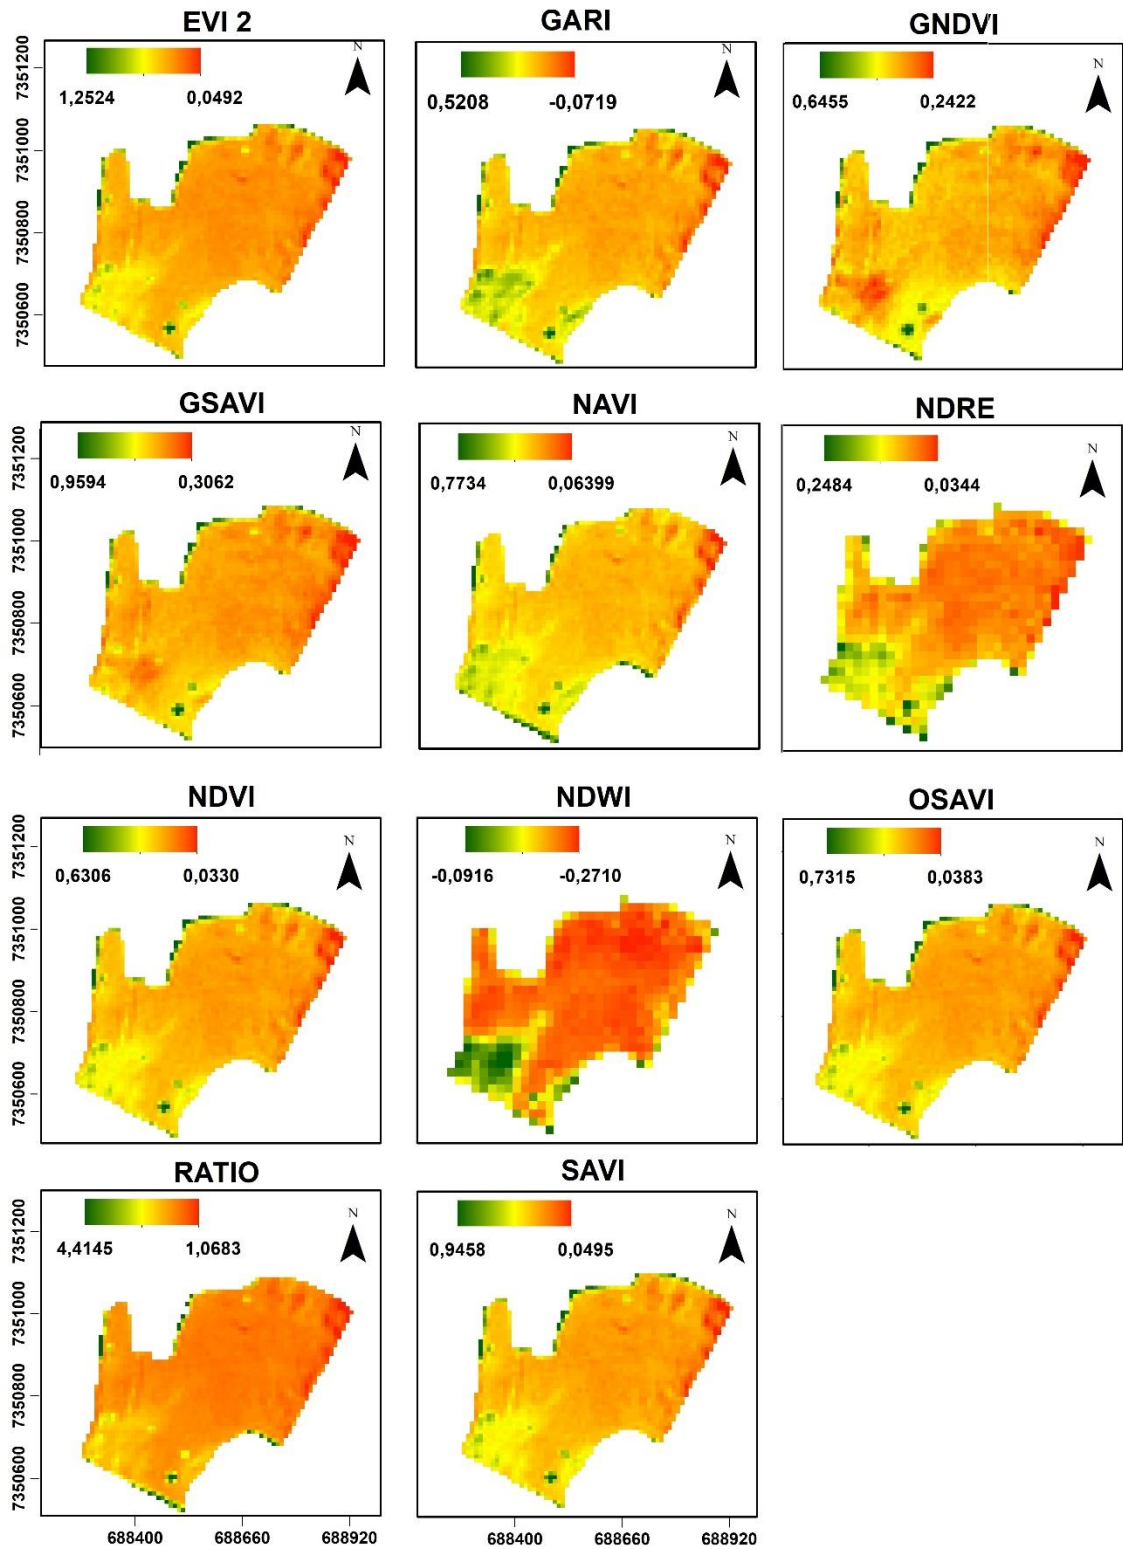 EVI 2
GARI
GNDVI
N
N
N
1,2524 0,0492
0,5208 -0,0719
0,6455 0,2422
7351200
7351000
7350800
7350600
GSAVI
NAVI
NDRE
N
N
N
0,9594 0,3062
0,7734 0,06399
0,2484 0,0344
7351200
7351000
7350800
7350600
NDVI
NDWI
OSAVI
N
N
N
0,6306 0,0330
-0,0916 -0,2710
0,7315 0,0383
7351200
7351000
7350800
7350600
RATIO
SAVI
N
N
4,4145 1,0683
0,9458 0,0495
7351200
7351000
7350800
7350600
688400 688660 688920
688400 688660 688920